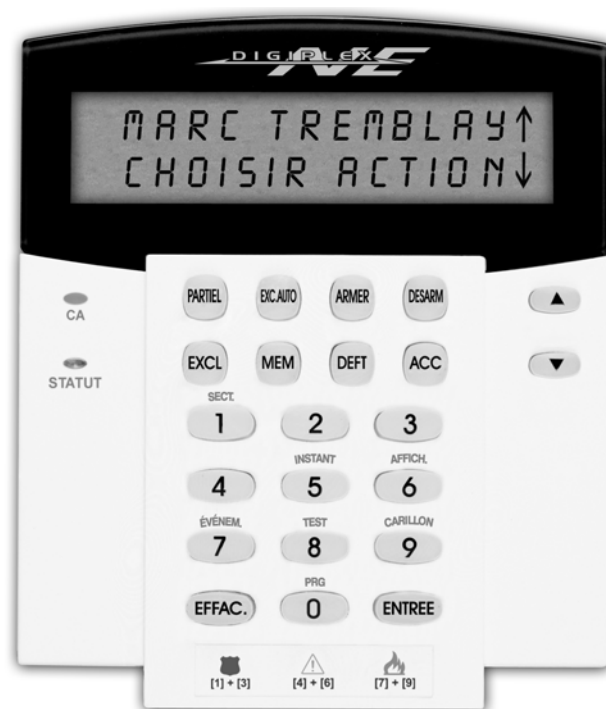 DIGIPLEX
NE
MARC TREMBLAY↑
CHOISIR ACTION↓
CA
STATUT
PARTIEL EXC.AUTO ARMER DESARM
EXCL MEM DEFT ACC
SECT.
1 2 3
INSTANT AFFICH.
4 5 6
ÉVÉNEM. TEST CARILLON
7 8 9
PRG
EFFAC. 0 ENTREE
[1] + [3] [4] + [6] [7] + [9]